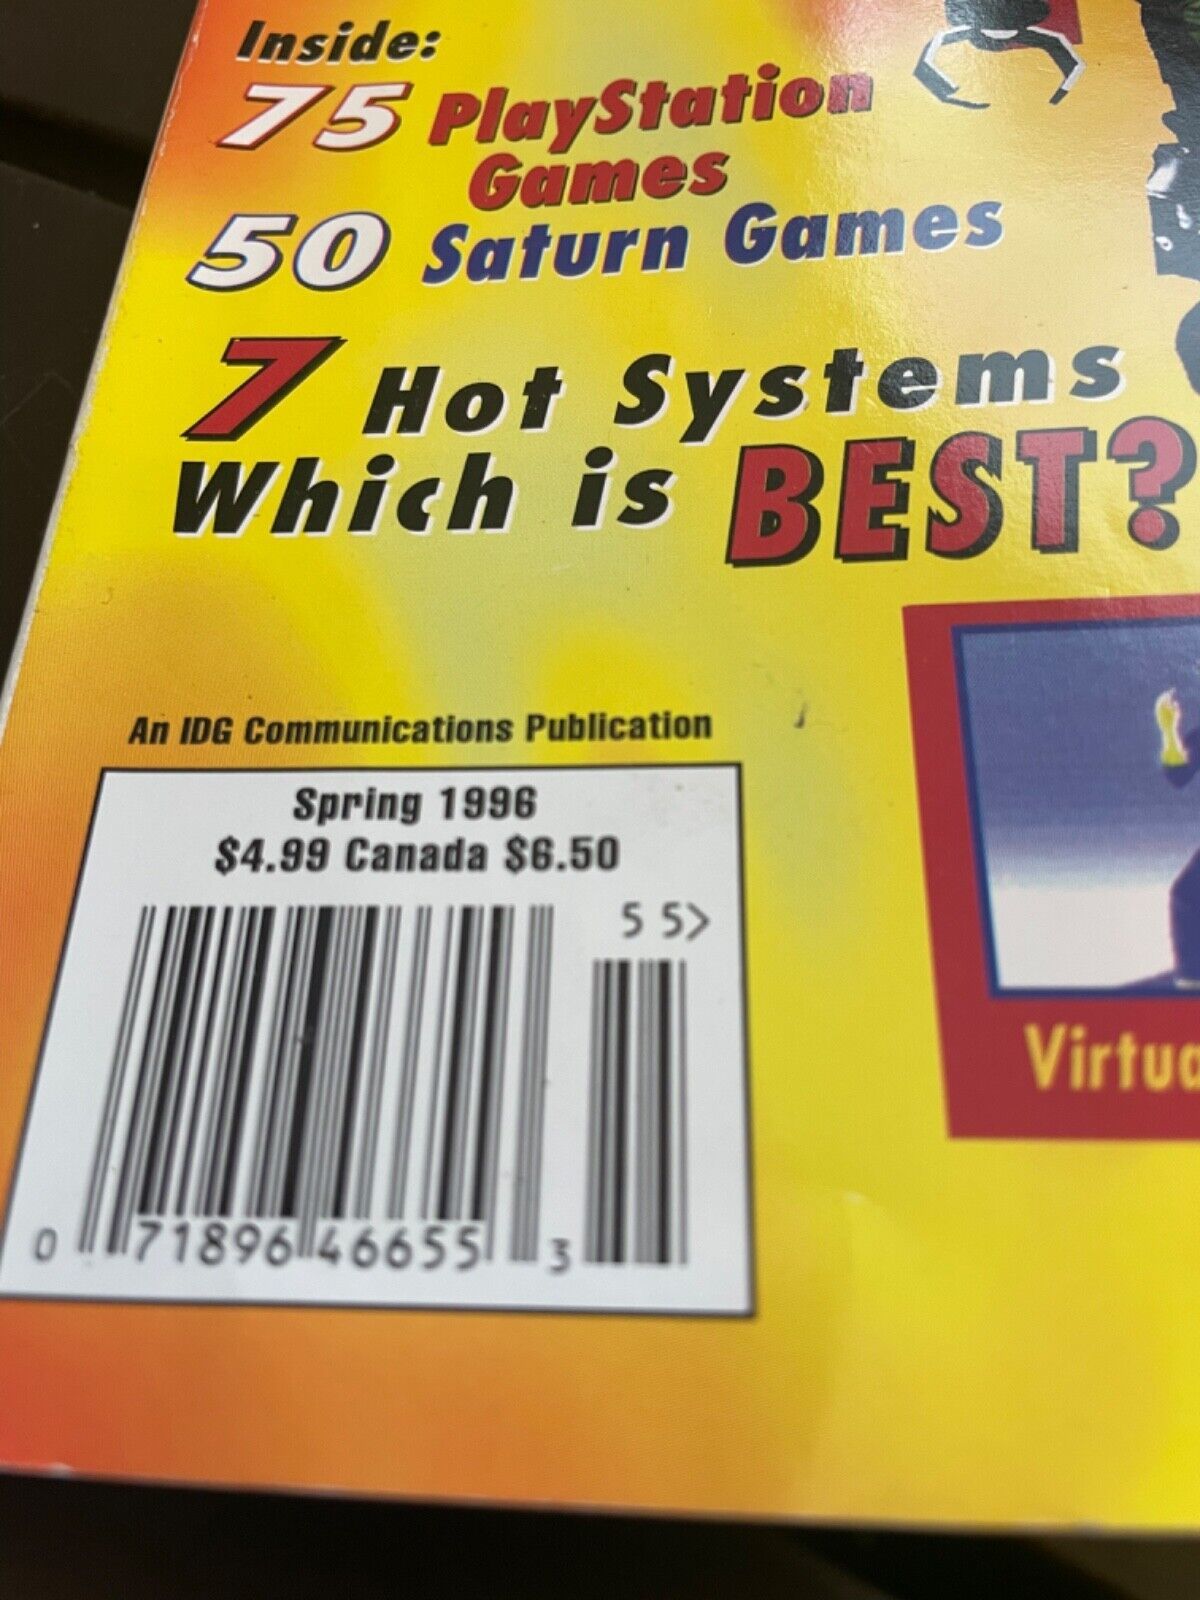 Inside:
75 PlayStation
Games
50 Saturn Games
7 Hot Systems
Which is BEST?
An IDG Communications Publication
Spring 1996
$4.99 Canada $6.50
5 5>
0 71896 46655 3